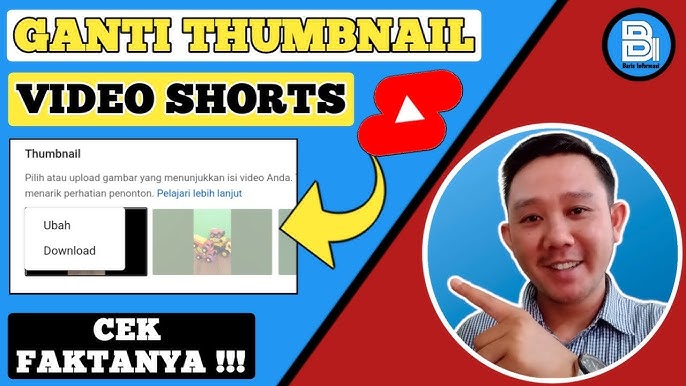 GANTI THUMBNAIL
VIDEO SHORTS
BI
Baris Informasi
Thumbnail
Pilih atau upload gambar yang menunjukkan isi video Anda.
menarik perhatian penonton. Pelajari lebih lanjut
Ubah
Download
CEK
FAKTANYA !!!